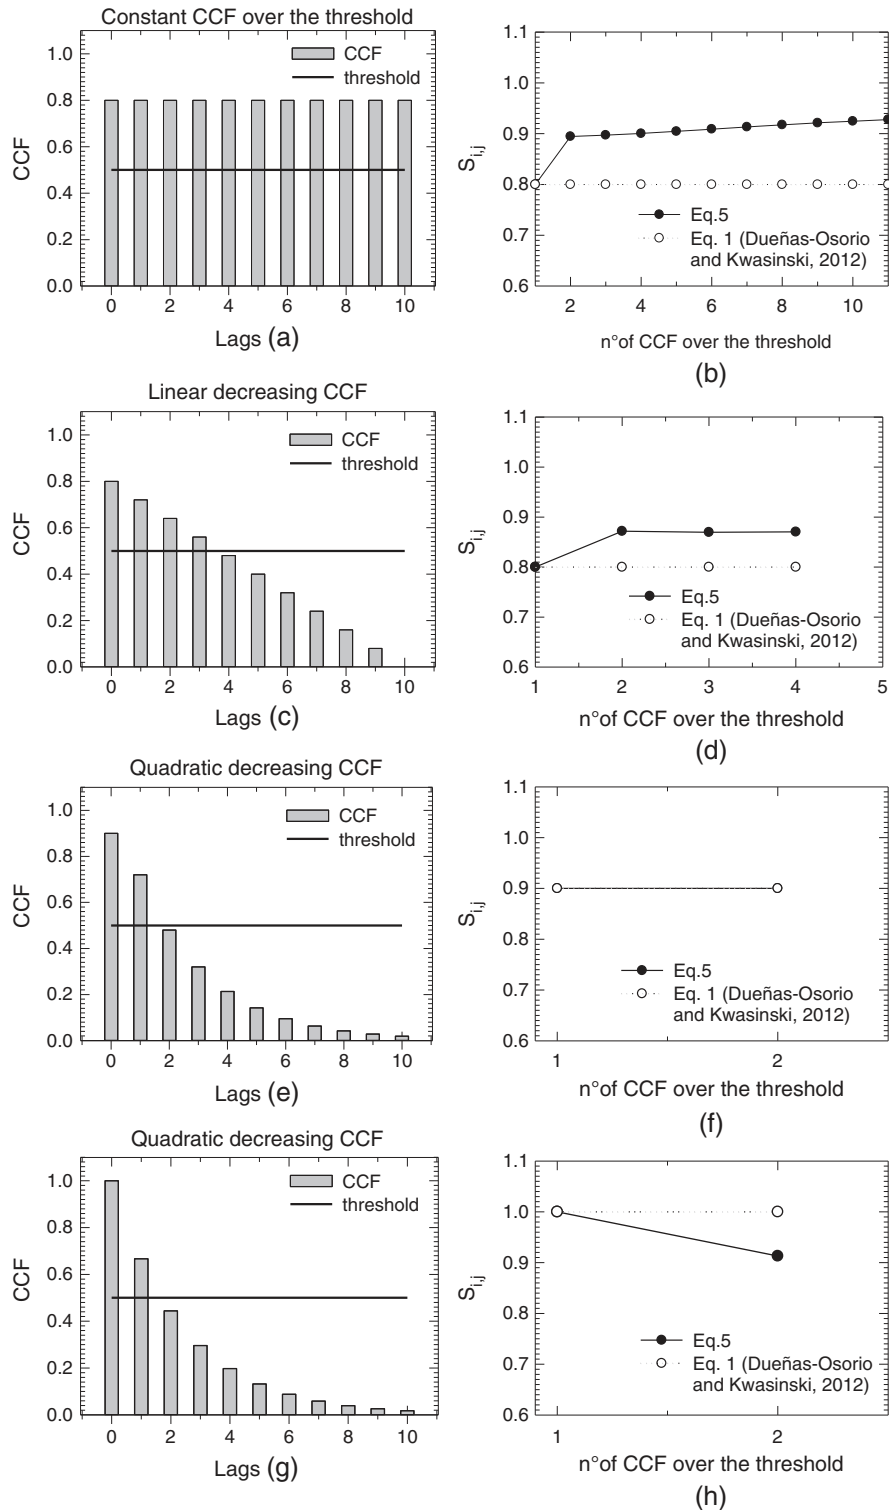 Constant CCF over the threshold
CCF
1.0
0.8
0.6
0.4
0.2
0.0
CCF
threshold
0 2 4 6 8 10
Lags (a)
S i,j
1.1
1.0
0.9
0.8
0.7
0.6
Eq.5
Eq. 1 (Dueñas-Osorio
and Kwasinski, 2012)
2 4 6 8 10
n°of CCF over the threshold
(b)
Linear decreasing CCF
CCF
1.0
0.8
0.6
0.4
0.2
0.0
CCF
threshold
0 2 4 6 8 10
Lags (c)
S i,j
1.1
1.0
0.9
0.8
0.7
0.6
Eq.5
Eq. 1 (Dueñas-Osorio
and Kwasinski, 2012)
1 2 3 4 5
n°of CCF over the threshold
(d)
Quadratic decreasing CCF
CCF
1.0
0.8
0.6
0.4
0.2
0.0
CCF
threshold
0 2 4 6 8 10
Lags (e)
S i,j
1.1
1.0
0.9
0.8
0.7
0.6
Eq.5
Eq. 1 (Dueñas-Osorio
and Kwasinski, 2012)
1 2
n°of CCF over the threshold
(f)
Quadratic decreasing CCF
CCF
1.0
0.8
0.6
0.4
0.2
0.0
CCF
threshold
0 2 4 6 8 10
Lags (g)
S i,j
1.1
1.0
0.9
0.8
0.7
0.6
Eq.5
Eq. 1 (Dueñas-Osorio
and Kwasinski, 2012)
1 2
n°of CCF over the threshold
(h)